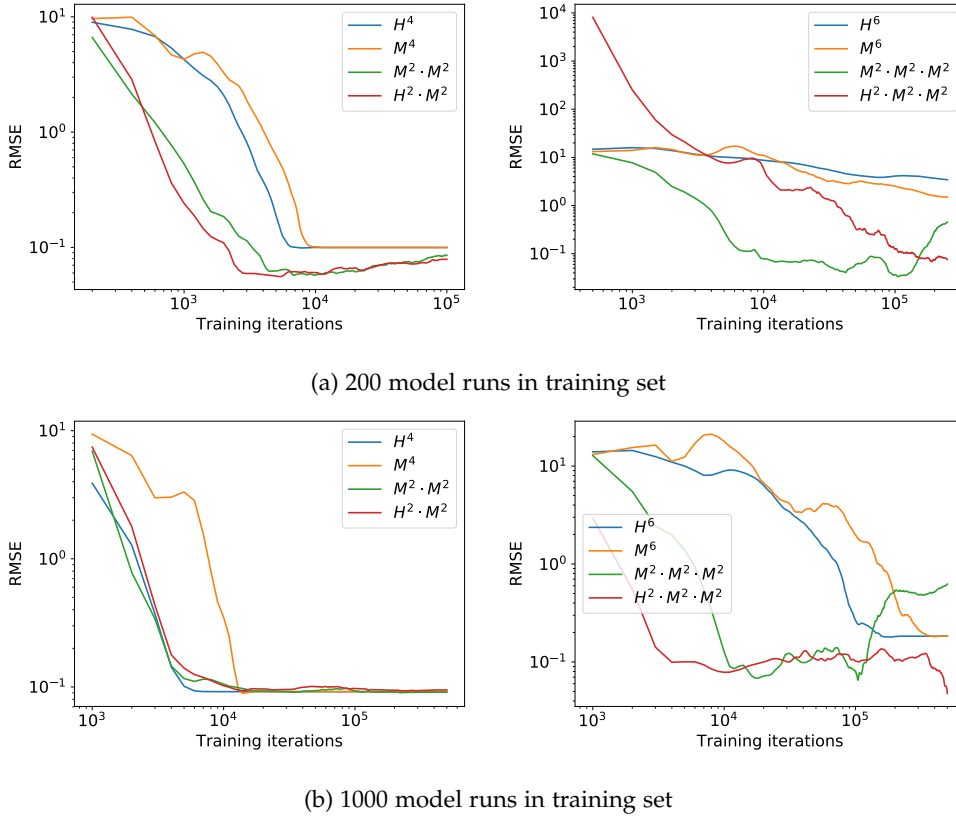 RMSE
10^1
10^0
10^{-1}
H^4
M^4
M^2 · M^2
H^2 · M^2
10^3
10^4
10^5
Training iterations
RMSE
10^4
10^3
10^2
10^1
10^0
10^{-1}
H^6
M^6
M^2 · M^2 · M^2
H^2 · M^2 · M^2
10^3
10^4
10^5
Training iterations
(a) 200 model runs in training set
RMSE
10^1
10^0
10^{-1}
H^4
M^4
M^2 · M^2
H^2 · M^2
10^3
10^4
10^5
Training iterations
RMSE
10^1
10^0
10^{-1}
H^6
M^6
M^2 · M^2 · M^2
H^2 · M^2 · M^2
10^3
10^4
10^5
Training iterations
(b) 1000 model runs in training set